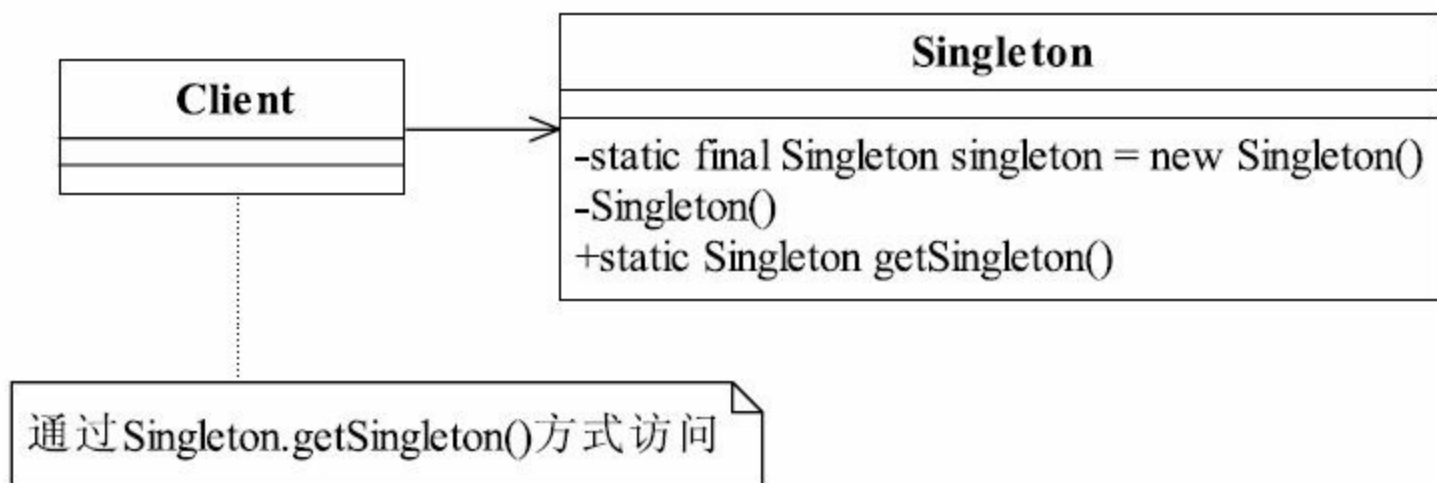 Client
Singleton
-static final Singleton singleton = new Singleton()
-Singleton()
+static Singleton getSingleton()
通过Singleton.getSingleton()方式访问